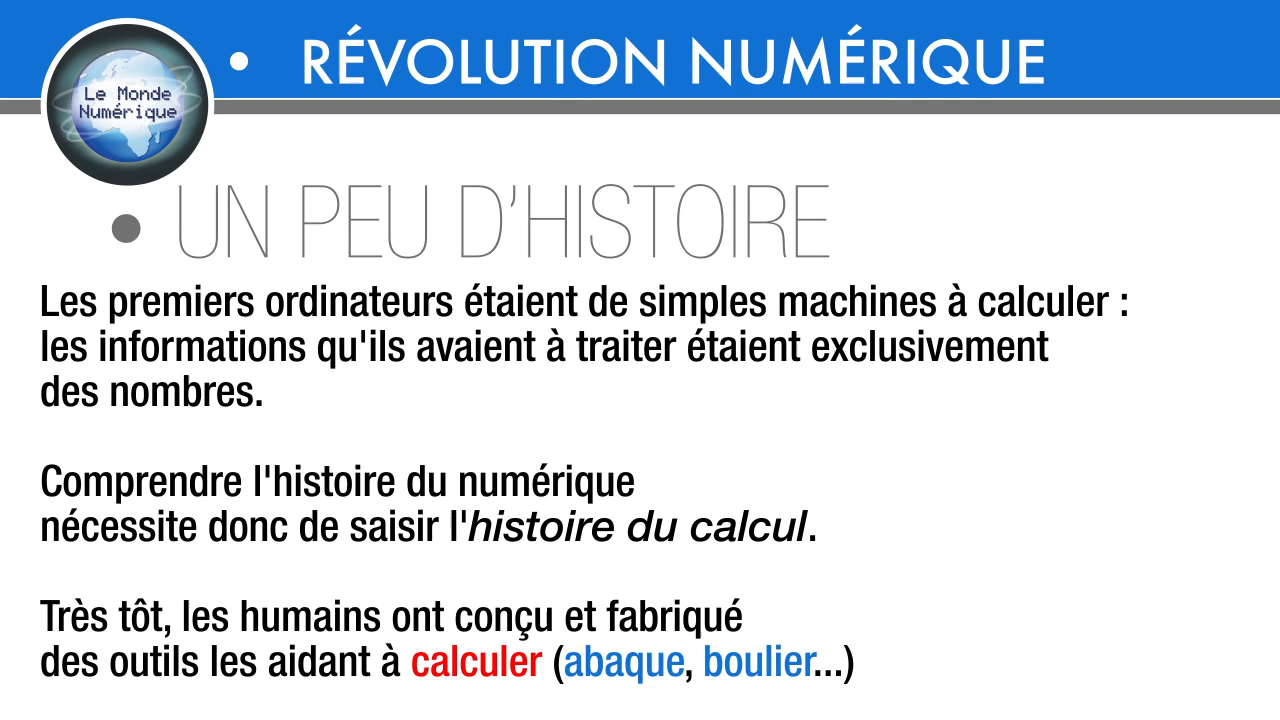 • RÉVOLUTION NUMÉRIQUE
Le Monde
Numérique
• UN PEU D’HISTOIRE
Les premiers ordinateurs étaient de simples machines à calculer :
les informations qu'ils avaient à traiter étaient exclusivement
des nombres.
Comprendre l'histoire du numérique
nécessite donc de saisir l'histoire du calcul.
Très tôt, les humains ont conçu et fabriqué
des outils les aidant à calculer (abaque, boulier...)